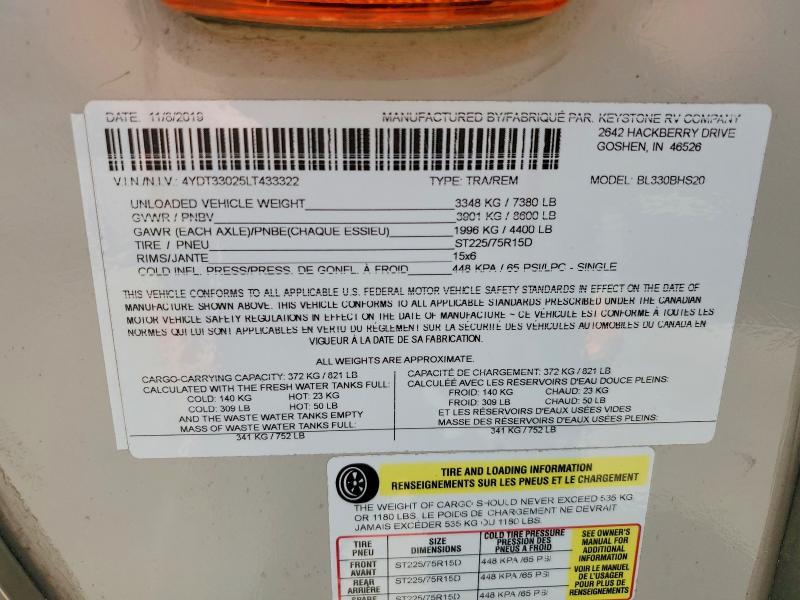 DATE. 11/8/2019 MANUFACTURED BY/FABRIQUÉ PAR. KEYSTONE RV COMPANY
2642 HACKBERRY DRIVE
GOSHEN, IN 46526
V.I.N./N.I.V.: 4YDT33025LT433322 TYPE: TRA/REM MODEL: BL330BHS20
UNLOADED VEHICLE WEIGHT 3348 KG / 7380 LB
GVWR / PNBV 3901 KG / 8600 LB
GAWR (EACH AXLE)/PNBE(CHAQUE ESSIEU) 1996 KG / 4400 LB
TIRE / PNEU ST225/75R15D
RIMS/JANTE 15x6
COLD INFL. PRESS/PRESS. DE GONFL. À FROID 448 KPA / 65 PSI/LPC - SINGLE
THIS VEHICLE CONFORMS TO ALL APPLICABLE U.S. FEDERAL MOTOR VEHICLE SAFETY STANDARDS IN EFFECT ON THE DATE OF
MANUFACTURE SHOWN ABOVE. THIS VEHICLE CONFORMS TO ALL APPLICABLE STANDARDS PRESCRIBED UNDER THE CANADIAN
MOTOR VEHICLE SAFETY REGULATIONS IN EFFECT ON THE DATE OF MANUFACTURE ~ CE VÉHICULE EST CONFORME À TOUTES LES
NORMES QUI LUI SONT APPLICABLES EN VERTU DU RÈGLEMENT SUR LA SÉCURITÉ DES VÉHICULES AUTOMOBILES DU CANADA EN
VIGUEUR À LA DATE DE SA FABRICATION.
ALL WEIGHTS ARE APPROXIMATE.
CARGO-CARRYING CAPACITY: 372 KG / 821 LB
CALCULATED WITH THE FRESH WATER TANKS FULL:
COLD: 140 KG HOT: 23 KG
COLD: 309 LB HOT: 50 LB
AND THE WASTE WATER TANKS EMPTY
MASS OF WASTE WATER TANKS FULL:
341 KG / 752 LB
CAPACITÉ DE CHARGEMENT: 372 KG / 821 LB
CALCULÉE AVEC LES RÉSERVOIRS D'EAU DOUCE PLEINS:
FROID: 140 KG CHAUD: 23 KG
FROID: 309 LB CHAUD: 50 LB
ET LES RÉSERVOIRS D'EAUX USÉES VIDES
MASSE DES RÉSERVOIRS D'EAUX USÉES PLEINS:
341 KG / 752 LB
TIRE AND LOADING INFORMATION
RENSEIGNEMENTS SUR LES PNEUS ET LE CHARGEMENT
THE WEIGHT OF CARGO SHOULD NEVER EXCEED 535 KG
OR 1180 LBS. LE POIDS DE CHARGEMENT NE DEVRAIT
JAMAIS EXCÉDER 535 KG OU 1180 LBS.
TIRE
PNEU
SIZE
DIMENSIONS
COLD TIRE PRESSURE
PRESSION DES
PNEUS A FROID
FRONT
AVANT
ST225/75R15D
448 KPA /65 PSI
REAR
ARRIÈRE
ST225/75R15D
448 KPA /65 PSI
SPARE
ST225/75R15D
448 KPA /65 PSI
SEE OWNER'S
MANUAL FOR
ADDITIONAL
INFORMATION
VOIR LE MANUEL
DE L'USAGER
POUR PLUS DE
RENSEIGNEMENTS